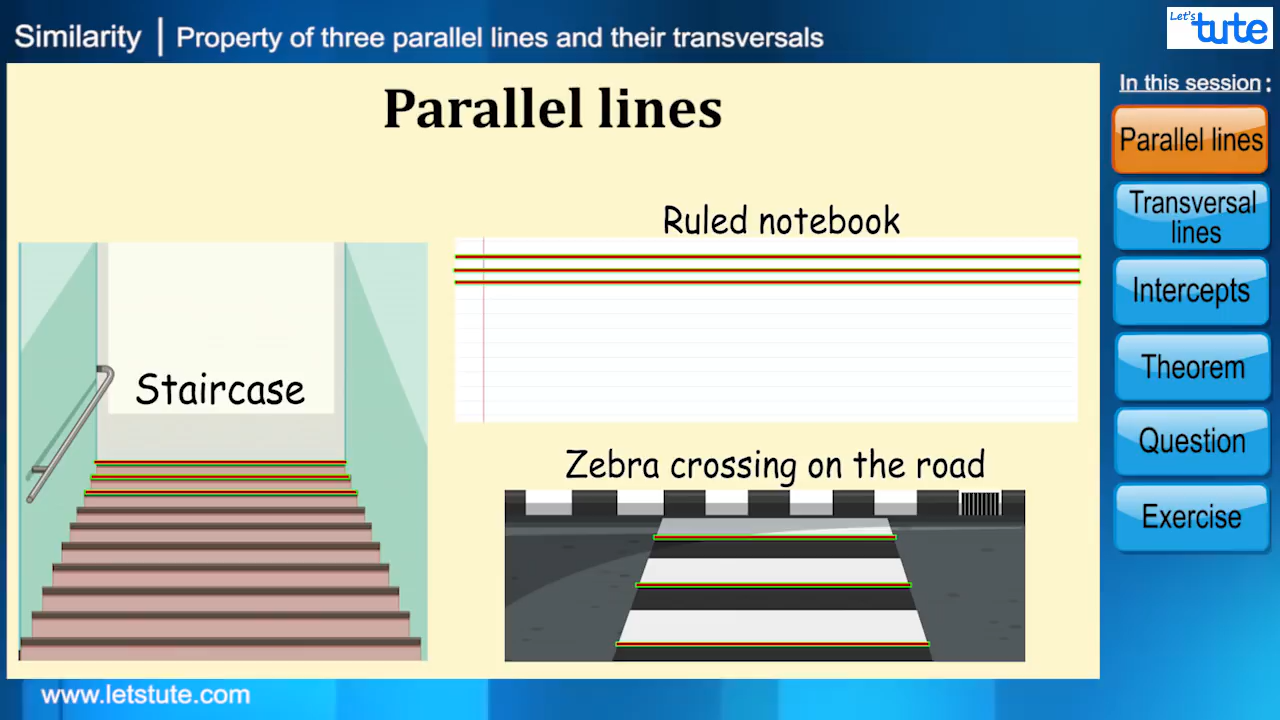 Similarity | Property of three parallel lines and their transversals
Let's
tute
In this session :
Parallel lines
Parallel lines
Transversal
lines
Intercepts
Theorem
Question
Exercise
Ruled notebook
Staircase
Zebra crossing on the road
www.letstute.com